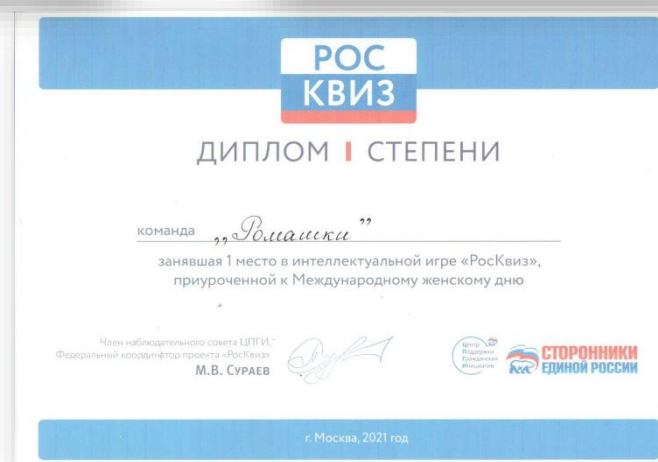 РОС
КВИЗ
ДИПЛОМ I СТЕПЕНИ
команда „Ромашки”
занявшая 1 место в интеллектуальной игре «РосКвиз»,
приуроченной к Международному женскому дню
Член наблюдательного совета ЦПГИ,
Федеральный координатор проекта «РосКвиз»
М.В. СУРАЕВ
Центр
Поддержки
Гражданских
Инициатив
СТОРОННИКИ
ЕДИНОЙ РОССИИ
г. Москва, 2021 год